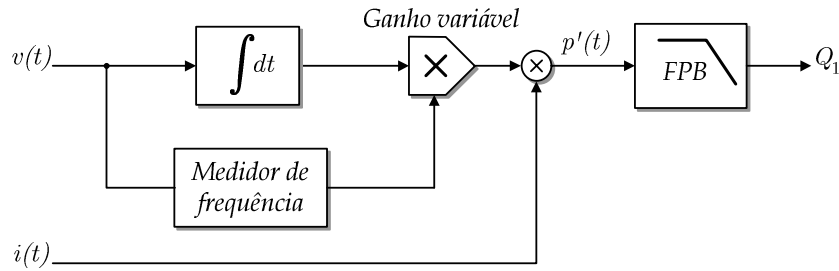 Ganho variável
v(t)
∫dt
×
×
p'(t)
FPB
Q₁
Medidor de
frequência
i(t)